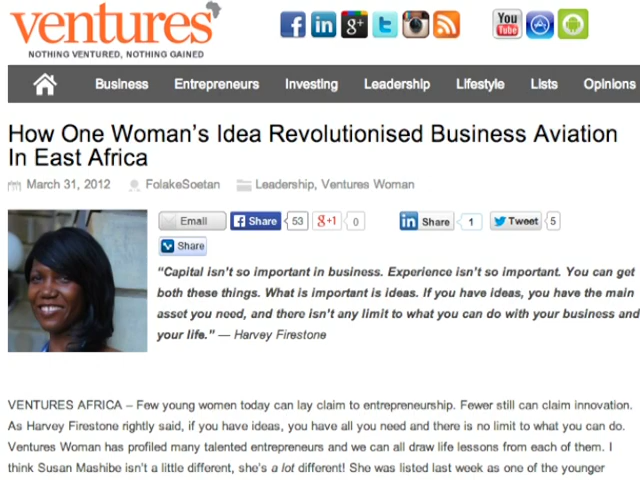 ventures
NOTHING VENTURED, NOTHING GAINED
f in g+ t You Tube
Business Entrepreneurs Investing Leadership Lifestyle Lists Opinions
How One Woman's Idea Revolutionised Business Aviation
In East Africa
March 31, 2012 FolakeSoetan Leadership, Ventures Woman
Email f Share 53 g+1 0 in Share 1 Tweet 5
Share
“Capital isn't so important in business. Experience isn't so important. You can get
both these things. What is important is ideas. If you have ideas, you have the main
asset you need, and there isn't any limit to what you can do with your business and
your life.” — Harvey Firestone
VENTURES AFRICA – Few young women today can lay claim to entrepreneurship. Fewer still can claim innovation.
As Harvey Firestone rightly said, if you have ideas, you have all you need and there is no limit to what you can do.
Ventures Woman has profiled many talented entrepreneurs and we can all draw life lessons from each of them. I
think Susan Mashibe isn't a little different, she's a lot different! She was listed last week as one of the younger